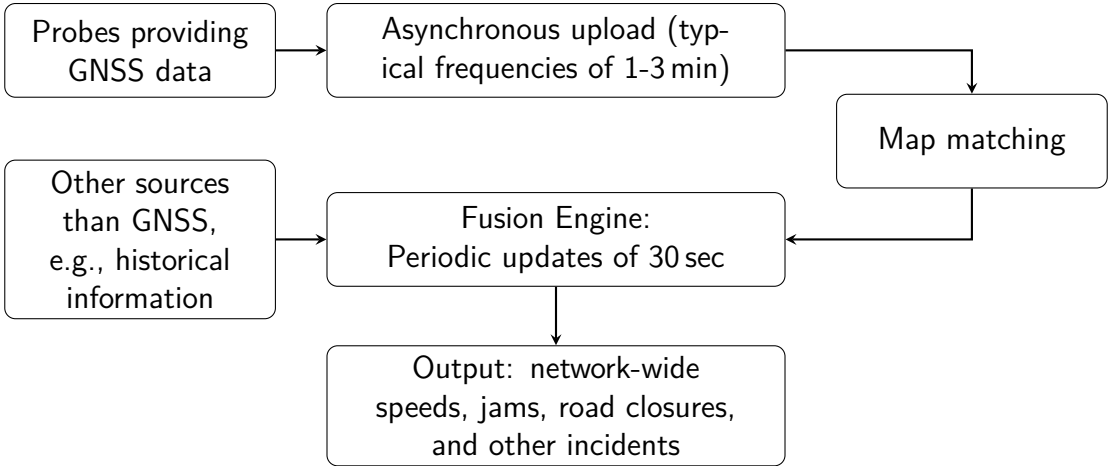 Probes providing
GNSS data
Asynchronous upload (typ-
ical frequencies of 1-3 min)
Map matching
Other sources
than GNSS,
e.g., historical
information
Fusion Engine:
Periodic updates of 30 sec
Output: network-wide
speeds, jams, road closures,
and other incidents